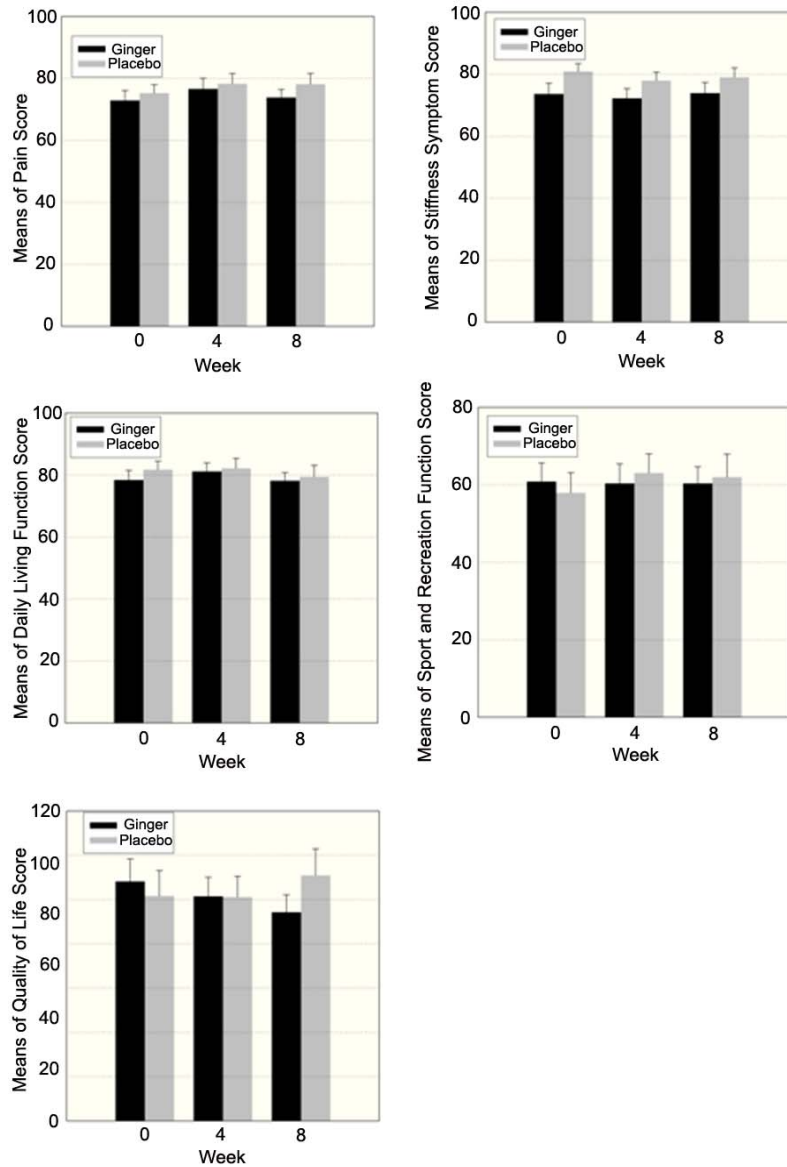 Means of Pain Score
100
80
60
40
20
0
Ginger
Placebo
0 4 8
Week
Means of Stiffness Symptom Score
100
80
60
40
20
0
Ginger
Placebo
0 4 8
Week
Means of Daily Living Function Score
100
80
60
40
20
0
Ginger
Placebo
0 4 8
Week
Means of Sport and Recreation Function Score
80
60
40
20
0
Ginger
Placebo
0 4 8
Week
Means of Quality of Life Score
120
100
80
60
40
20
0
Ginger
Placebo
0 4 8
Week